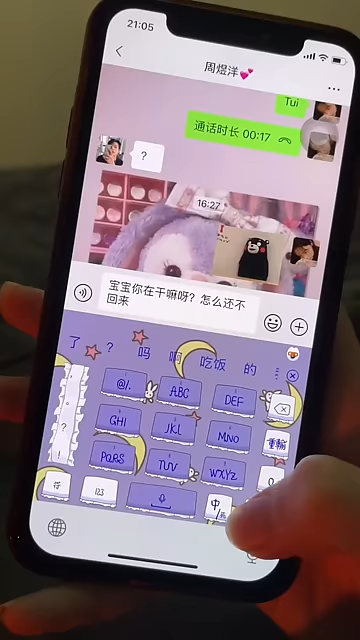 21:05
周煜洋💕
Tui
通话时长 00:17
?
16:27
宝宝你在干嘛呀？怎么还不
回来
了 ? 吗 啊 吃饭 的
@/. ABC DEF
GHI JKL MNO 重输
?
PQRS TUV WXYZ
!
符 123 中/英